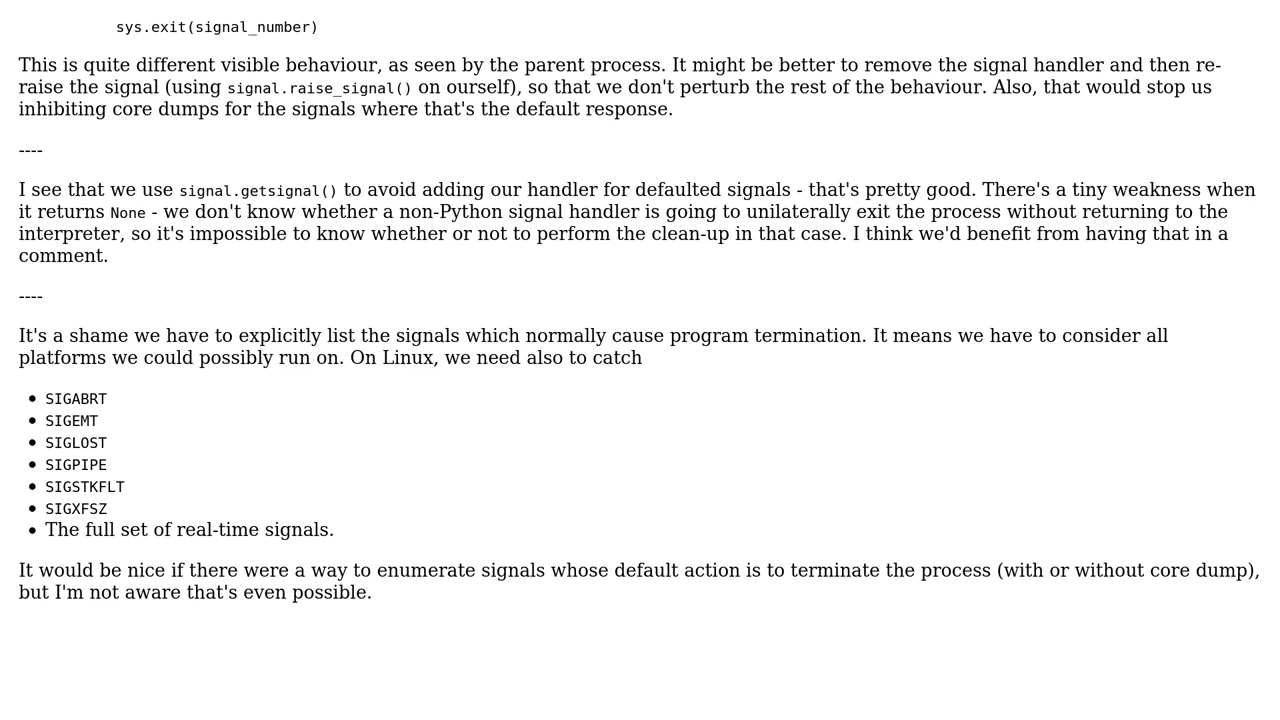 sys.exit(signal_number)
This is quite different visible behaviour, as seen by the parent process. It might be better to remove the signal handler and then re-
raise the signal (using signal.raise_signal() on ourself), so that we don't perturb the rest of the behaviour. Also, that would stop us
inhibiting core dumps for the signals where that's the default response.
----
I see that we use signal.getsignal() to avoid adding our handler for defaulted signals - that's pretty good. There's a tiny weakness when
it returns None - we don't know whether a non-Python signal handler is going to unilaterally exit the process without returning to the
interpreter, so it's impossible to know whether or not to perform the clean-up in that case. I think we'd benefit from having that in a
comment.
----
It's a shame we have to explicitly list the signals which normally cause program termination. It means we have to consider all
platforms we could possibly run on. On Linux, we need also to catch
• SIGABRT
• SIGEMT
• SIGLOST
• SIGPIPE
• SIGSTKFLT
• SIGXFSZ
• The full set of real-time signals.
It would be nice if there were a way to enumerate signals whose default action is to terminate the process (with or without core dump),
but I'm not aware that's even possible.